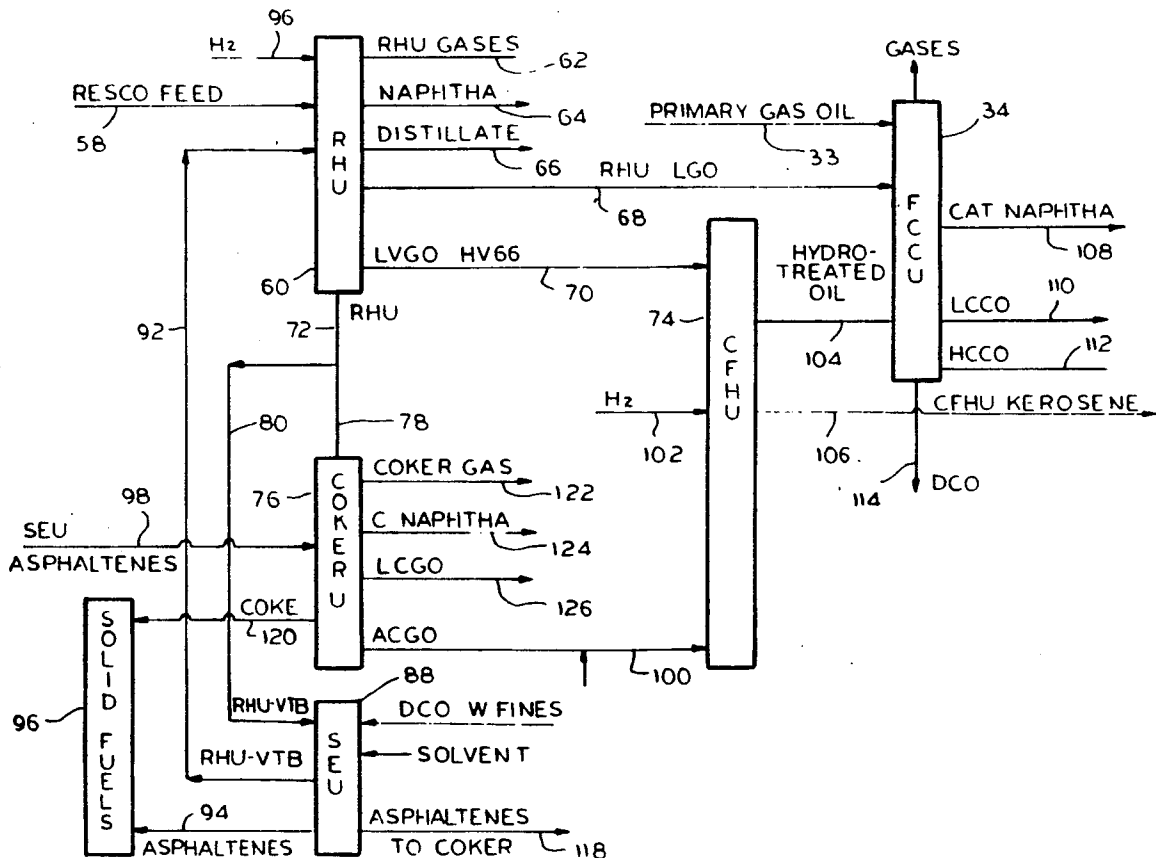 H2
96
RHU GASES
62
GASES
RESCO FEED
58
NAPHTHA
64
PRIMARY GAS OIL
33
34
DISTILLATE
66
RHU LGO
68
RHU
60
FCCU
CAT NAPHTHA
108
LVGO HV66
70
HYDRO-
TREATED
OIL
104
74
CFHU
LCCO
110
HCCO
112
92
72
RHU
80
78
H2
102
CFHU KEROSENE
106
114
DCO
76
COKER U
COKER GAS
122
C NAPHTHA
124
LCGO
126
SEU
98
ASPHALTENES
COKE
120
ACGO
100
SOLID FUELS
96
88
RHU-VTB
DCO W FINES
SEU
SOLVENT
RHU-VTB
94
ASPHALTENES
ASPHALTENES
TO COKER
118